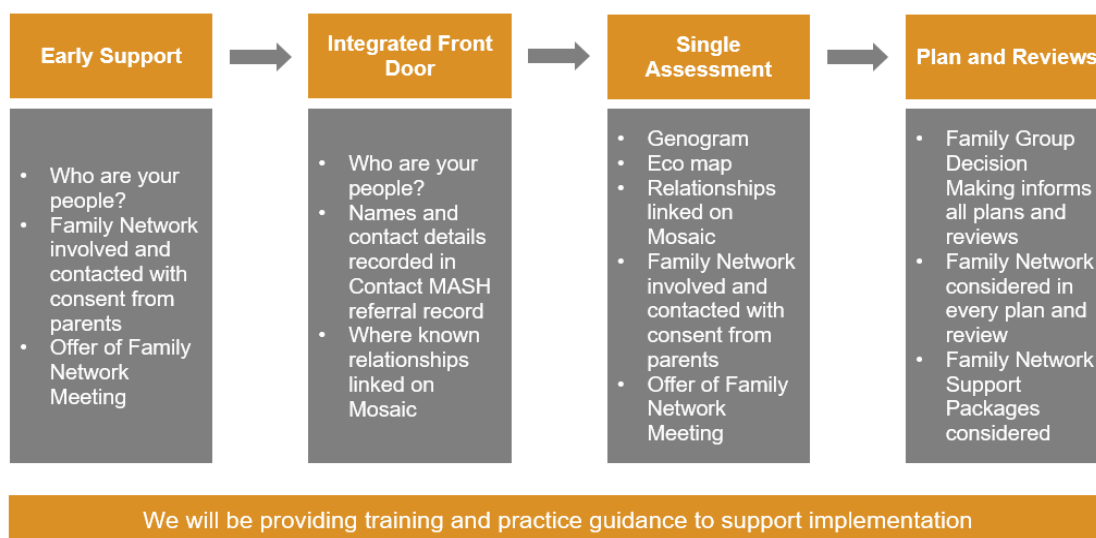 Early Support
Integrated Front
Door
Single
Assessment
Plan and Reviews
• Who are your
people?
• Family Network
involved and
contacted with
consent from
parents
• Offer of Family
Network
Meeting
• Who are your
people?
• Names and
contact details
recorded in
Contact MASH
referral record
• Where known
relationships
linked on
Mosaic
• Genogram
• Eco map
• Relationships
linked on
Mosaic
• Family Network
involved and
contacted with
consent from
parents
• Offer of Family
Network
Meeting
• Family Group
Decision
Making informs
all plans and
reviews
• Family Network
considered in
every plan and
review
• Family Network
Support
Packages
considered
We will be providing training and practice guidance to support implementation